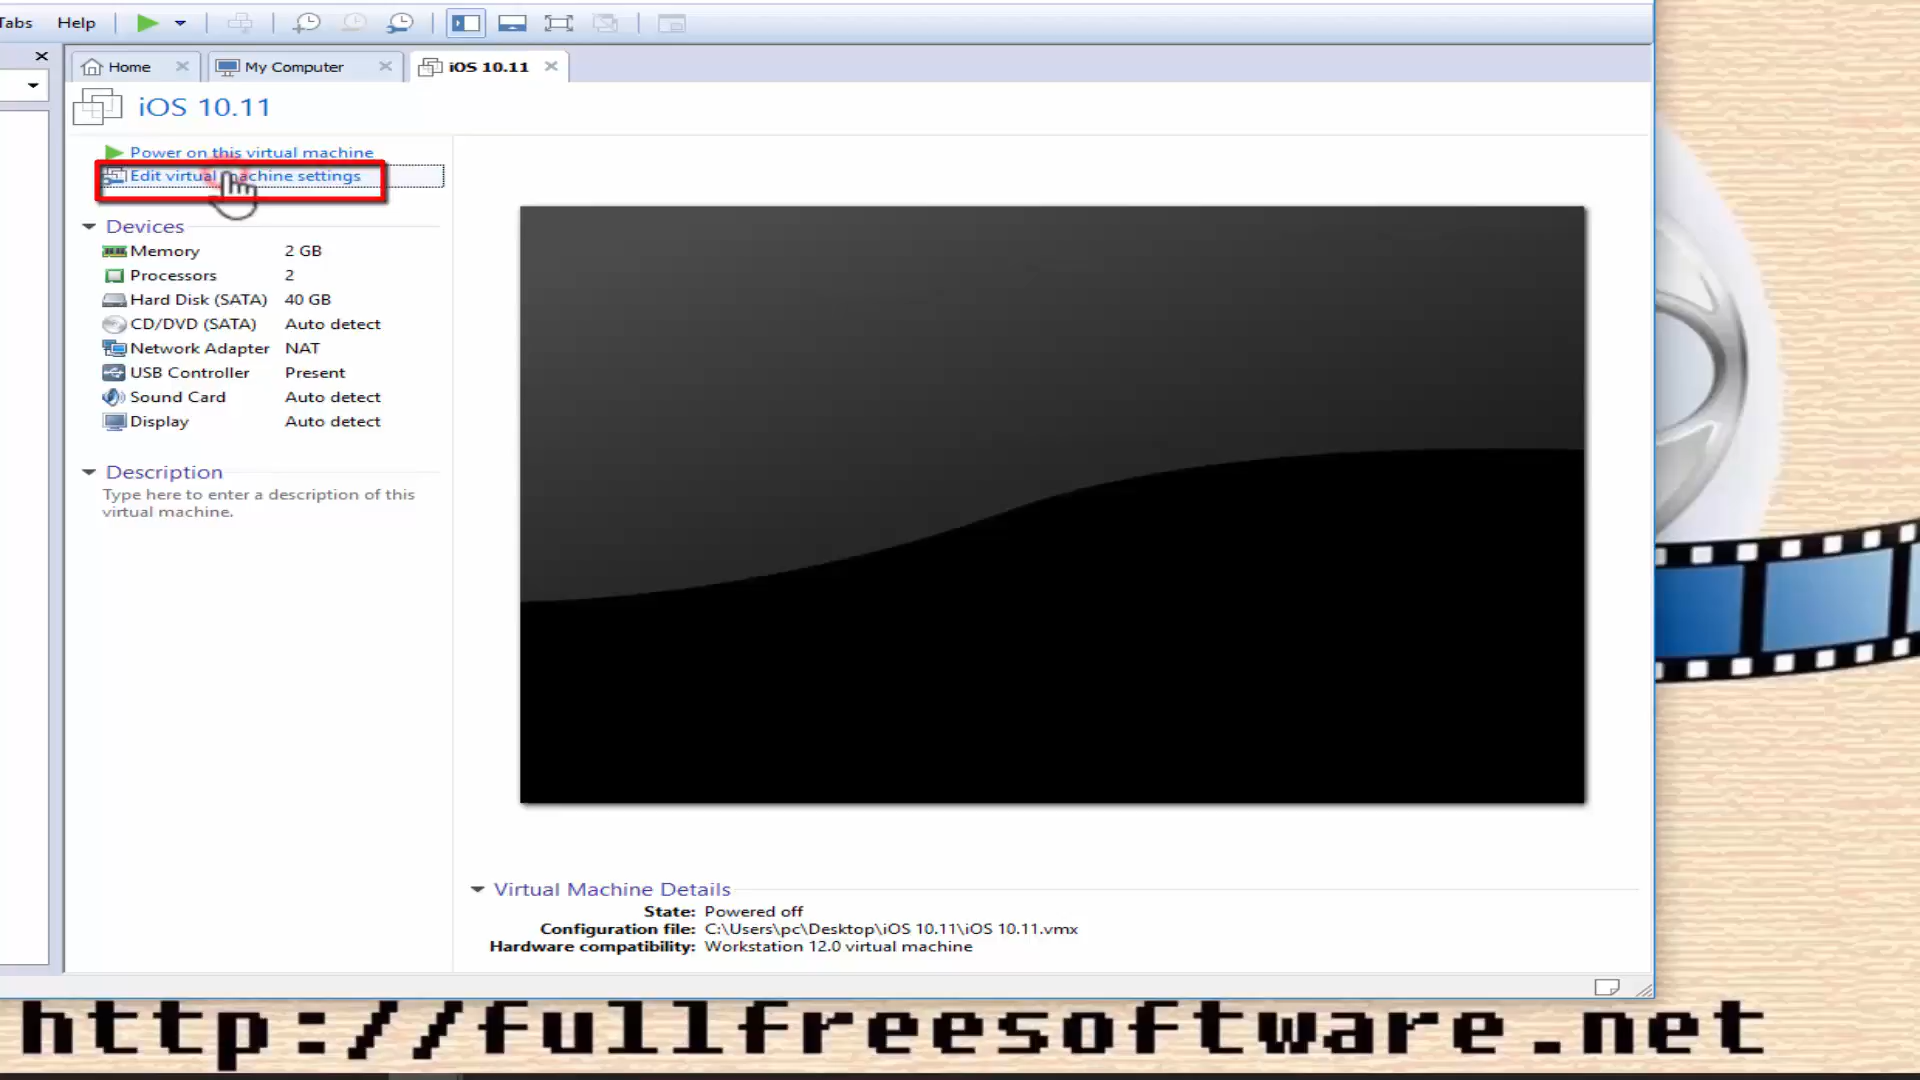 Tabs Help
Home My Computer iOS 10.11
iOS 10.11
Power on this virtual machine
Edit virtual machine settings
Devices
Memory 2 GB
Processors 2
Hard Disk (SATA) 40 GB
CD/DVD (SATA) Auto detect
Network Adapter NAT
USB Controller Present
Sound Card Auto detect
Display Auto detect
Description
Type here to enter a description of this
virtual machine.
Virtual Machine Details
State: Powered off
Configuration file: C:\Users\pc\Desktop\iOS 10.11\iOS 10.11.vmx
Hardware compatibility: Workstation 12.0 virtual machine
http://fullfreesoftware.net